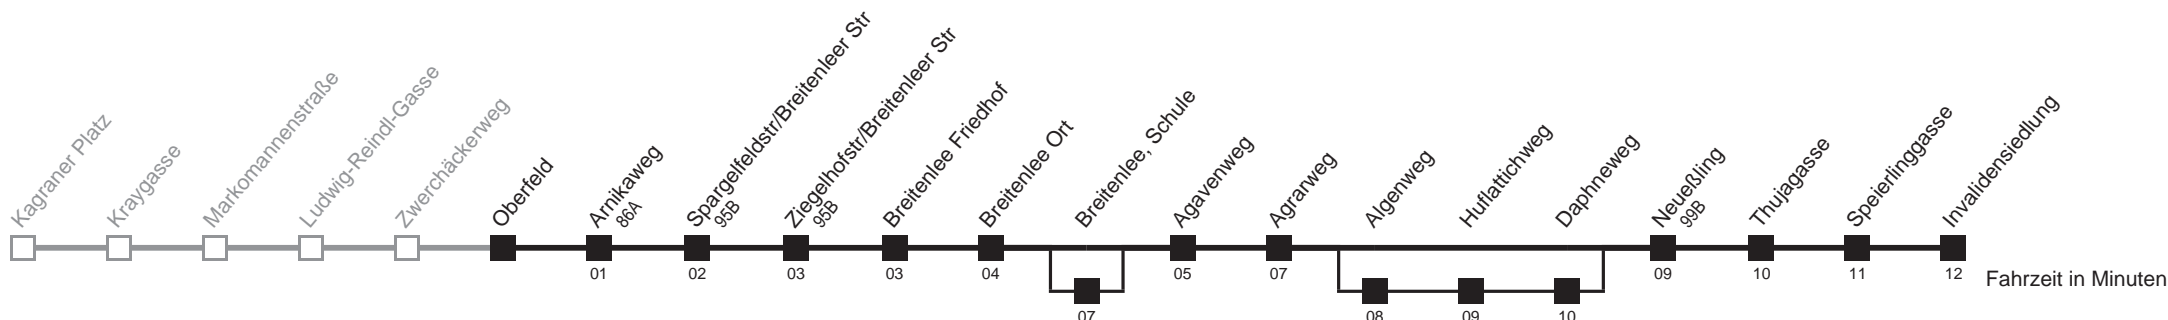 Kagraner Platz
Kraygasse
Markomannenstraße
Ludwig-Reindl-Gasse
Zwerchäckerweg
Oberfeld
Arnikaweg
86A
01
Spargelfeldstr/Breitenleer Str
95B
02
Ziegelhofstr/Breitenleer Str
95B
03
Breitenlee Friedhof
03
Breitenlee Ort
04
Breitenlee, Schule
07
Agavenweg
05
Agrarweg
07
Algenweg
08
Huflattichweg
09
Daphneweg
10
Neueßling
99B
09
Thujagasse
10
Speierlinggasse
11
Invalidensiedlung
12
Fahrzeit in Minuten